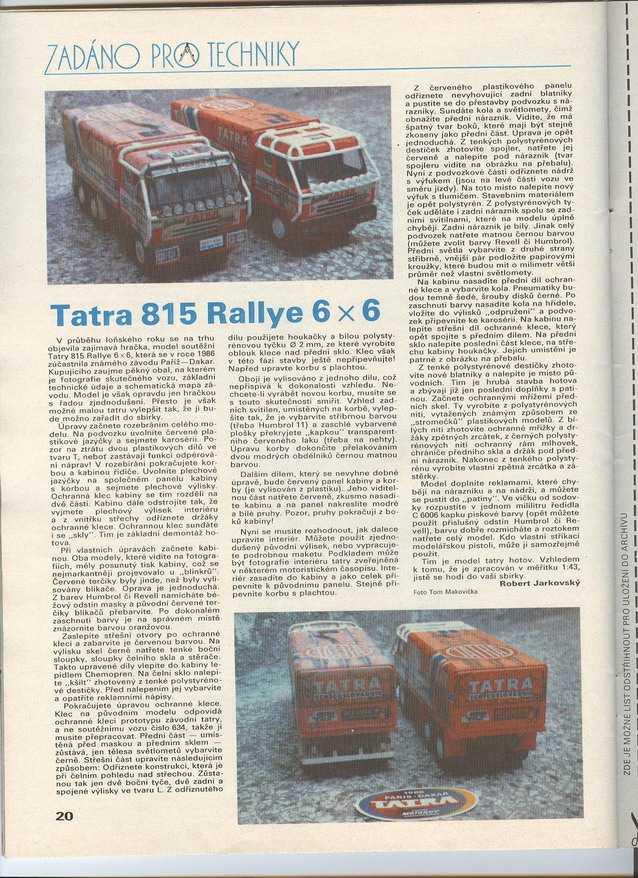 ZADÁNO PRO TECHNIKY
Tatra 815 Rallye 6 × 6
V průběhu loňského roku se na trhu
objevila zajímavá hračka, model soutěžní
Tatry 815 Rallye 6×6, která se v roce 1986
zúčastnila známého závodu Paříž—Dakar.
Kupujícího zaujme pěkný obal, na kterém
je fotografie skutečného vozu, základní
technické údaje a schematická mapa zá-
vodu. Model je však opravdu jen hračkou
s řadou zjednodušení. Přesto je však
možné malou tatru vylepšit tak, že ji bu-
de možno zařadit do sbírky.
Úpravy začnete rozebráním celého mo-
delu. Na podvozku uvolníte červené pla-
stikové jazýčky a sejmete karosérii. Po-
zor na ztrátu dvou plastikových dílů ve
tvaru T, neboť zastávají funkci odpérová-
ní náprav! V rozebírání pokračujete kor-
bou a kabinou řidiče. Uvolníte plechové
jazýčky na společném panelu kabiny
s korbou a sejmete plechové výlisky.
Ochranná klec kabiny se tím rozdělí na
dvě části. Kabinu dále odstrojíte tak, že
vyjmete plechový výlisek interiéru
a z vnitřku střechy odříznete držáky
ochranné klece. Ochrannou klec sundáte
i se „skly". Tím je základní demontáž ho-
tova.
Při vlastních úpravách začnete kabi-
nou. Oba modely, které vidíte na fotogra-
fiích, měly posunutý tisk kabiny, což se
nejmarkantněji projevovalo u „blinkrů".
Červené terčíky byly jinde, než byly vyli-
sovány blikače. Oprava je jednoduchá.
Z barev Humbrol či Revell namícháte bé-
žový odstín masky a původní červené ter-
číky blikačů přebarvíte. Po dokonalém
zaschnutí barvy je na správném místě
znázorníte barvou oranžovou.
Zaslepíte střešní otvory po ochranné
kleci a zabarvíte je červenou barvou. Na
výlisku skel černě natřete tenké boční
sloupky, sloupky čelního skla a stěrače.
Takto upravené díly vlepíte do kabiny le-
pidlem Chemopren. Na čelní sklo nalepí-
te „kšilt" zhotovený z tenké polystyréno-
vé destičky. Před nalepením jej vybarvíte
a opatříte reklamními nápisy.
Pokračujete úpravou ochranné klece.
Klec na původním modelu odpovídá
ochranné kleci prototypu závodní tatry,
a ne soutěžnímu vozu číslo 634, takže ji
musíte přepracovat. Přední část — umís-
těná před maskou a předním sklem —
zůstává, jen tělesa světlometů vybarvíte
černě. Střešní část upravíte následujícím
způsobem: Odříznete konstrukci, která je
při čelním pohledu nad střechou. Zůsta-
nou tak jen dvě boční tyče, dvě zadní a
spojené výlisky ve tvaru L. Z odříznutého
dílu použijete houkačky a bílou polysty-
rénovou tyčku Ø 2 mm, ze které vyrobíte
oblouk klece nad přední sklo. Klec však
v této fázi stavby ještě nepřipevňujte!
Napřed upravte korbu s plachtou.
Obojí je vylisováno z jednoho dílu, což
nepřispívá k dokonalosti vzhledu. Ne-
chcete-li vyrábět novou korbu, musíte se
s touto skutečností smířit. Vzhled zad-
ních svítilen, umístěných na korbě, vylep-
šíte tak, že je vybarvíte stříbrnou barvou
(třeba Humbrol 11) a zaschlé vybarvené
plošky překryjete „kapkou" transparent-
ního červeného laku (třeba na nehty).
Úpravu korby dokončíte přelakováním
dvou modrých obdélníků černou matnou
barvou.
Dalším dílem, který se nevyhne dobné
úpravě, bude červený panel kabiny a kor-
by (je vylisován z plastiku). Jeho viditel-
nou část natřete červeně, zkusmo nasadí-
te kabinu a na panel nakreslíte modré
a bílé pruhy. Pozor, pruhy pokračují z bo-
ků kabiny!
Nyní se musíte rozhodnout, jak dalece
upravíte interiér. Můžete použít zjedno-
dušený původní výlisek, nebo vypracuje-
te podrobnou maketu. Podkladem může
být fotografie interiéru tatry zveřejněná
v některém motoristickém časopisu. Inte-
riér zasadíte do kabiny a jako celek při-
pevníte k původnímu panelu. Stejně při-
pevníte korbu s plachtou.
Z červeného plastikového panelu
odříznete nevyhovující zadní blatníky
a pustíte se do přestavby podvozku s ná-
razníky. Sundáte kola a světlomety, čímž
obnažíte přední nárazník. Vidíte, že má
špatný tvar boků, které mají být stejně
zkoseny jako přední část. Úprava je opět
jednoduchá. Z tenkých polystyrénových
destiček zhotovíte spojler, natřete jej
červeně a nalepíte pod nárazník (tvar
spojleru vidíte na obrázku na přebalu).
Nyní z podvozkové části odříznete nádrž
s výfukem (jsou na levé části vozu ve
směru jízdy). Na toto místo nalepíte nový
výfuk s tlumičem. Stavebním materiálem
je opět polystyrén. Z polystyrénových ty-
ček uděláte i zadní nárazník spolu se zad-
ními svítilnami, které na modelu úplně
chybějí. Zadní nárazník je bílý. Jinak celý
podvozek natřete matnou černou barvou
(můžete zvolit barvy Revell či Humbrol).
Přední světla vybarvíte z druhé strany
stříbrně, vnější pár podložíte papírovými
kroužky, které budou mít o milimetr větší
průměr než vlastní světlomety.
Na kabinu nasadíte přední díl ochran-
né klece a vybarvíte kola. Pneumatiky bu-
dou temně šedé, šrouby disků černé. Po
zaschnutí barvy nasadíte kola na hřídele,
vložíte do výlisků „odpružení" a podvo-
zek připevníte ke karosérii. Na kabinu na-
lepíte střešní díl ochranné klece, který
opět spojíte s předním dílem. Na přední
sklo nalepíte poslední část klece, na stře-
chu kabiny houkačky. Jejich umístění je
patrné z obrázku na přebalu.
Z tenké polystyrénové destičky zhoto-
víte nové blatníky a nalepíte je místo pů-
vodních. Tím je hrubá stavba hotova
a zbývají již jen poslední doplňky s pati-
nou. Začnete ochrannými mřížemi před-
ních skel. Ty vyrobíte z polystyrénových
nití, vytažených známým způsobem ze
„stromečků" plastikových modelů. Z bí-
lých nití zhotovíte ochranné mřížky a dr-
žáky zpětných zrcátek, z černých polysty-
rénových nití ochranný rám mlhovek,
chrániče předního skla a držák pod před-
ní nárazník. Nakonec z tenkého polysty-
rénu vyrobíte vlastní zpětná zrcátka a zá-
stěrky.
Model doplníte reklamami, které chy-
bějí na nárazníku a na nádrži, a můžete
se pustit do „patiny". Ve víčku od sodov-
ky rozpustíte v jednom mililitru ředidla
C 6006 kapku pískové barvy (opět můžete
použít příslušný odstín Humbrol či Re-
vell), barvu dobře rozmícháte a roztokem
natřete celý model. Kdo vlastní stříkací
modelářskou pistoli, může ji samozřejmě
použít.
Tím je model tatry hotov. Vzhledem
k tomu, že je zpracován v měřítku 1:43,
jistě se hodí do vaší sbírky.
Robert Jarkovský
Foto Tom Makovička
TATRA
TATRA
TATRA
1986
PARIS-DAKAR
TATRA
20
ZDE JE MOŽNÉ LIST ODSTŘIHNOUT PRO ULOŽENÍ DO ARCHÍVU